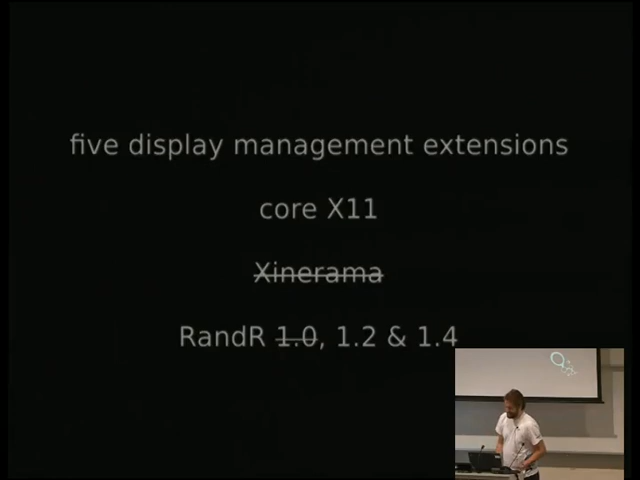 five display management extensions
core X11
Xinerama
RandR 1.0, 1.2 & 1.4